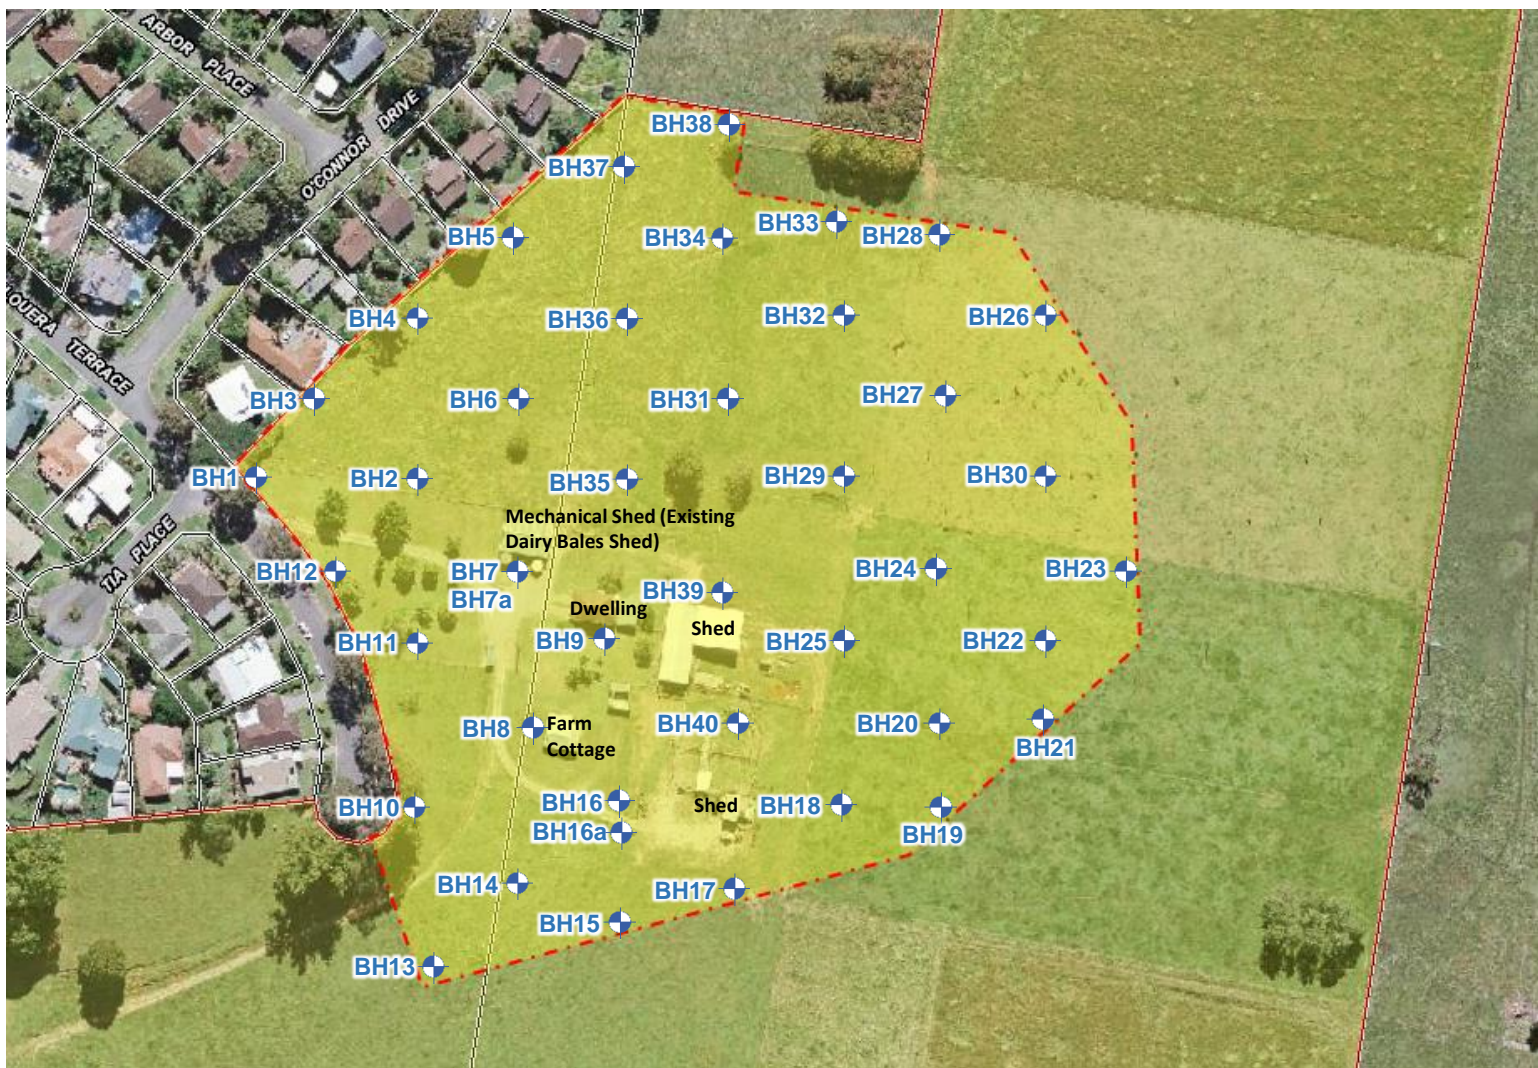 ARBOR PLACE
O'CONNOR DRIVE
LOUERA TERRACE
TIA PLACE
BH38
BH37
BH5
BH34
BH33
BH28
BH4
BH36
BH32
BH26
BH3
BH6
BH31
BH27
BH1
BH2
BH35
BH29
BH30
Mechanical Shed (Existing
Dairy Bales Shed)
BH12
BH7
BH7a
BH24
BH23
BH39
Dwelling
Shed
BH11
BH9
BH25
BH22
BH8
Farm
Cottage
BH40
BH20
BH21
BH10
BH16
Shed
BH18
BH16a
BH19
BH14
BH17
BH15
BH13